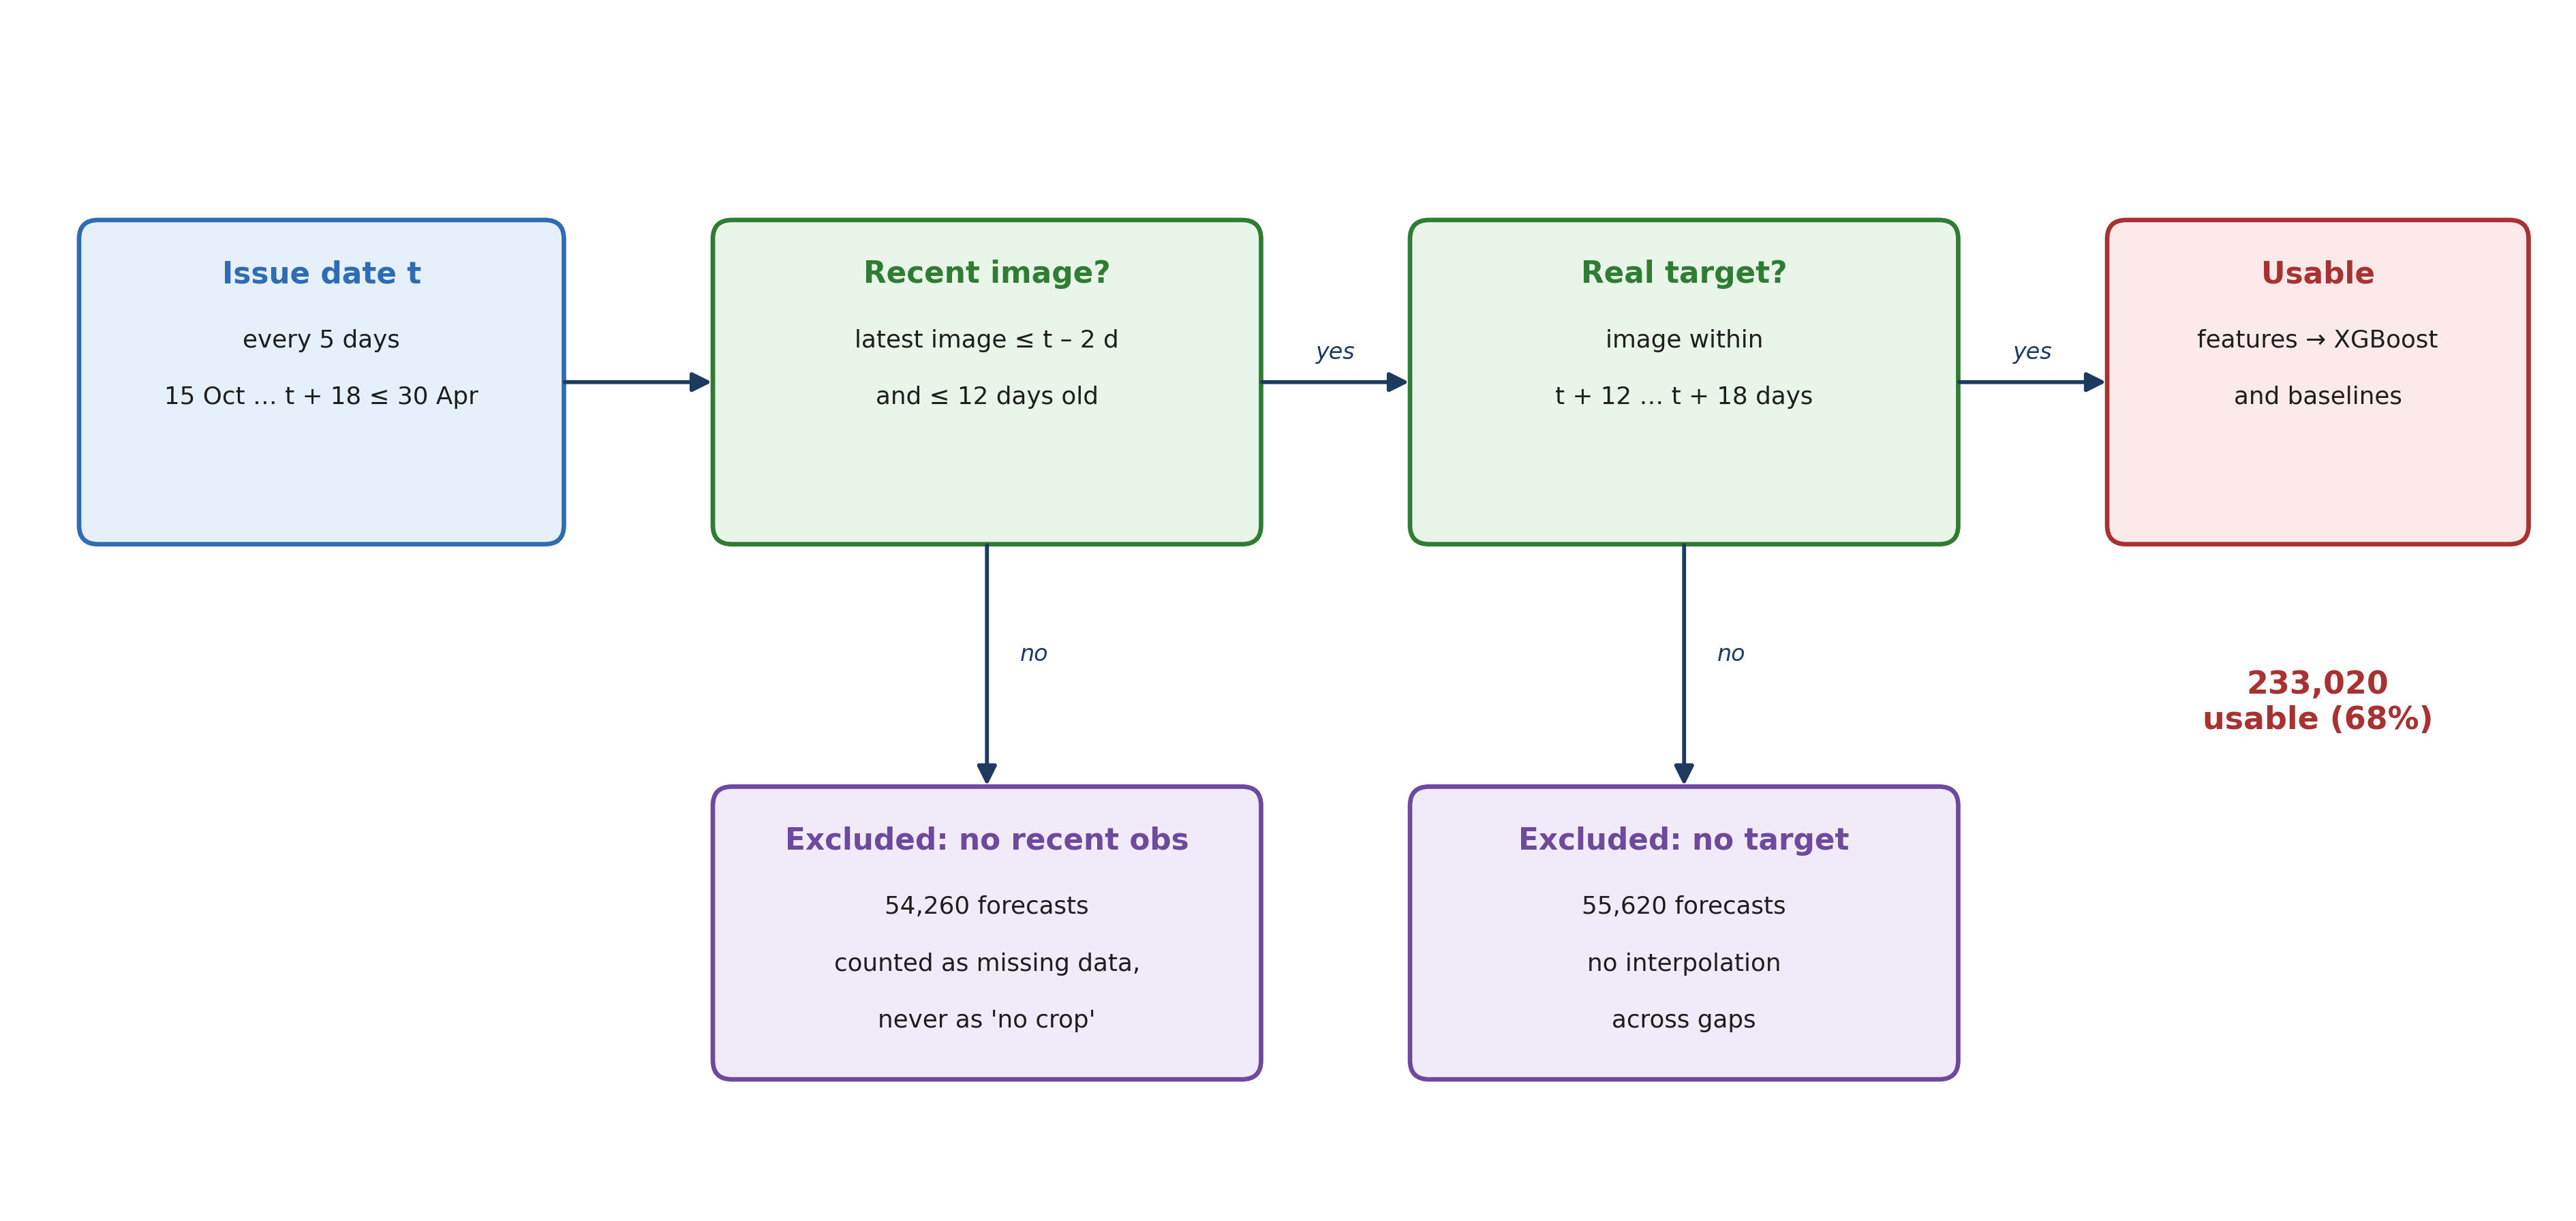 Issue date t
every 5 days
15 Oct … t + 18 ≤ 30 Apr
Recent image?
latest image ≤ t – 2 d
and ≤ 12 days old
yes
Real target?
image within
t + 12 … t + 18 days
yes
Usable
features → XGBoost
and baselines
no
no
233,020
usable (68%)
Excluded: no recent obs
54,260 forecasts
counted as missing data,
never as 'no crop'
Excluded: no target
55,620 forecasts
no interpolation
across gaps